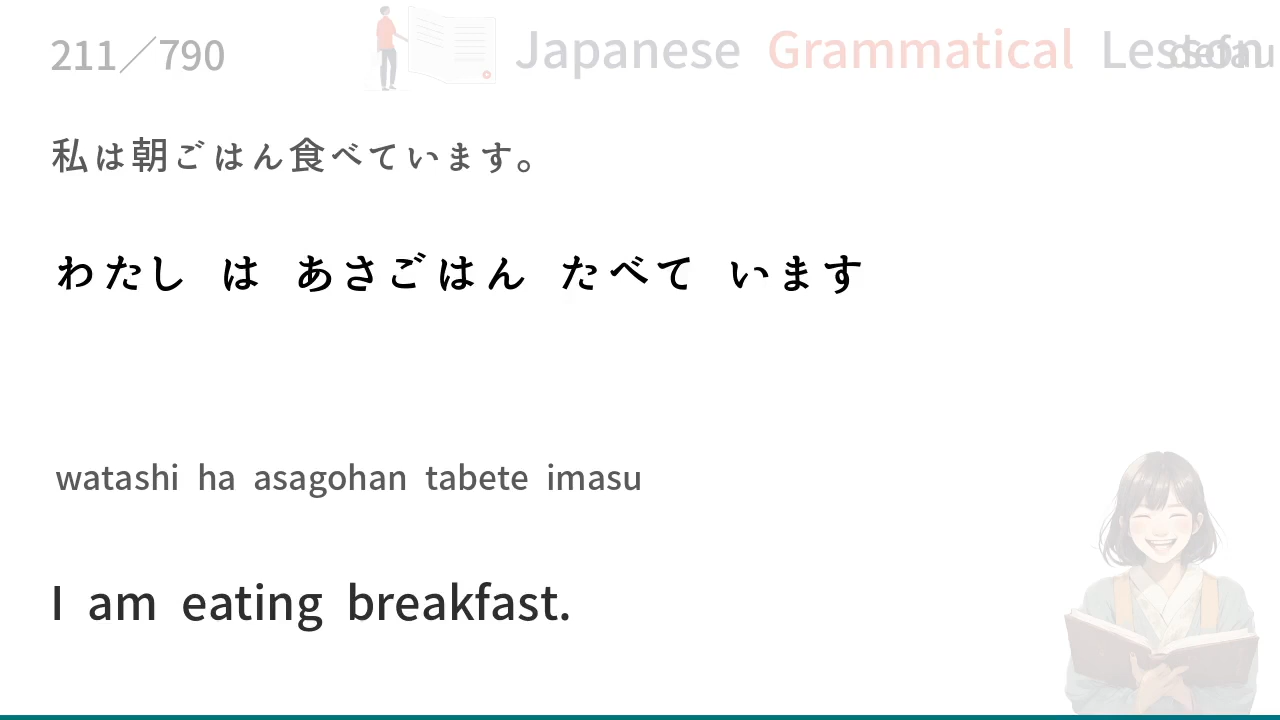 211／790
Japanese Grammatical Lesson
私は朝ごはん食べています。
わたし は あさごはん たべて います
watashi ha asagohan tabete imasu
I am eating breakfast.